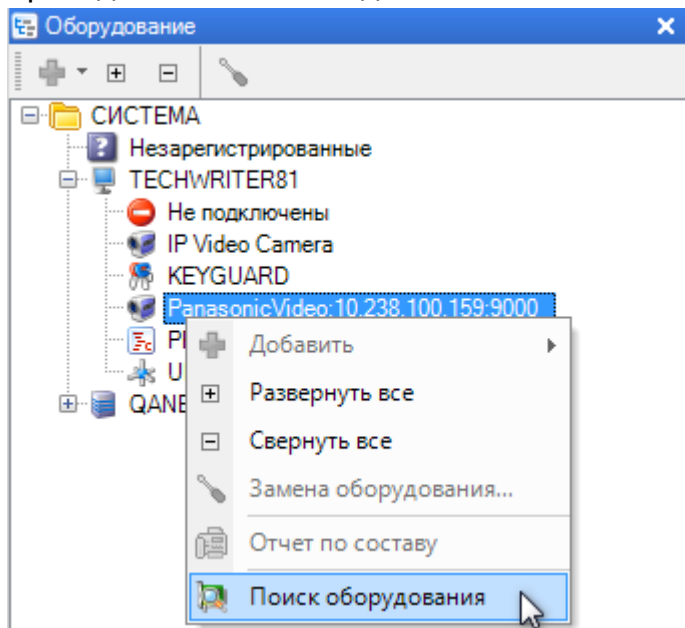 Оборудование
СИСТЕМА
Незарегистрированные
TECHWRITER81
Не подключены
IP Video Camera
KEYGUARD
PanasonicVideo:10.238.100.159:9000
Добавить
Развернуть все
Свернуть все
Замена оборудования...
Отчет по составу
Поиск оборудования